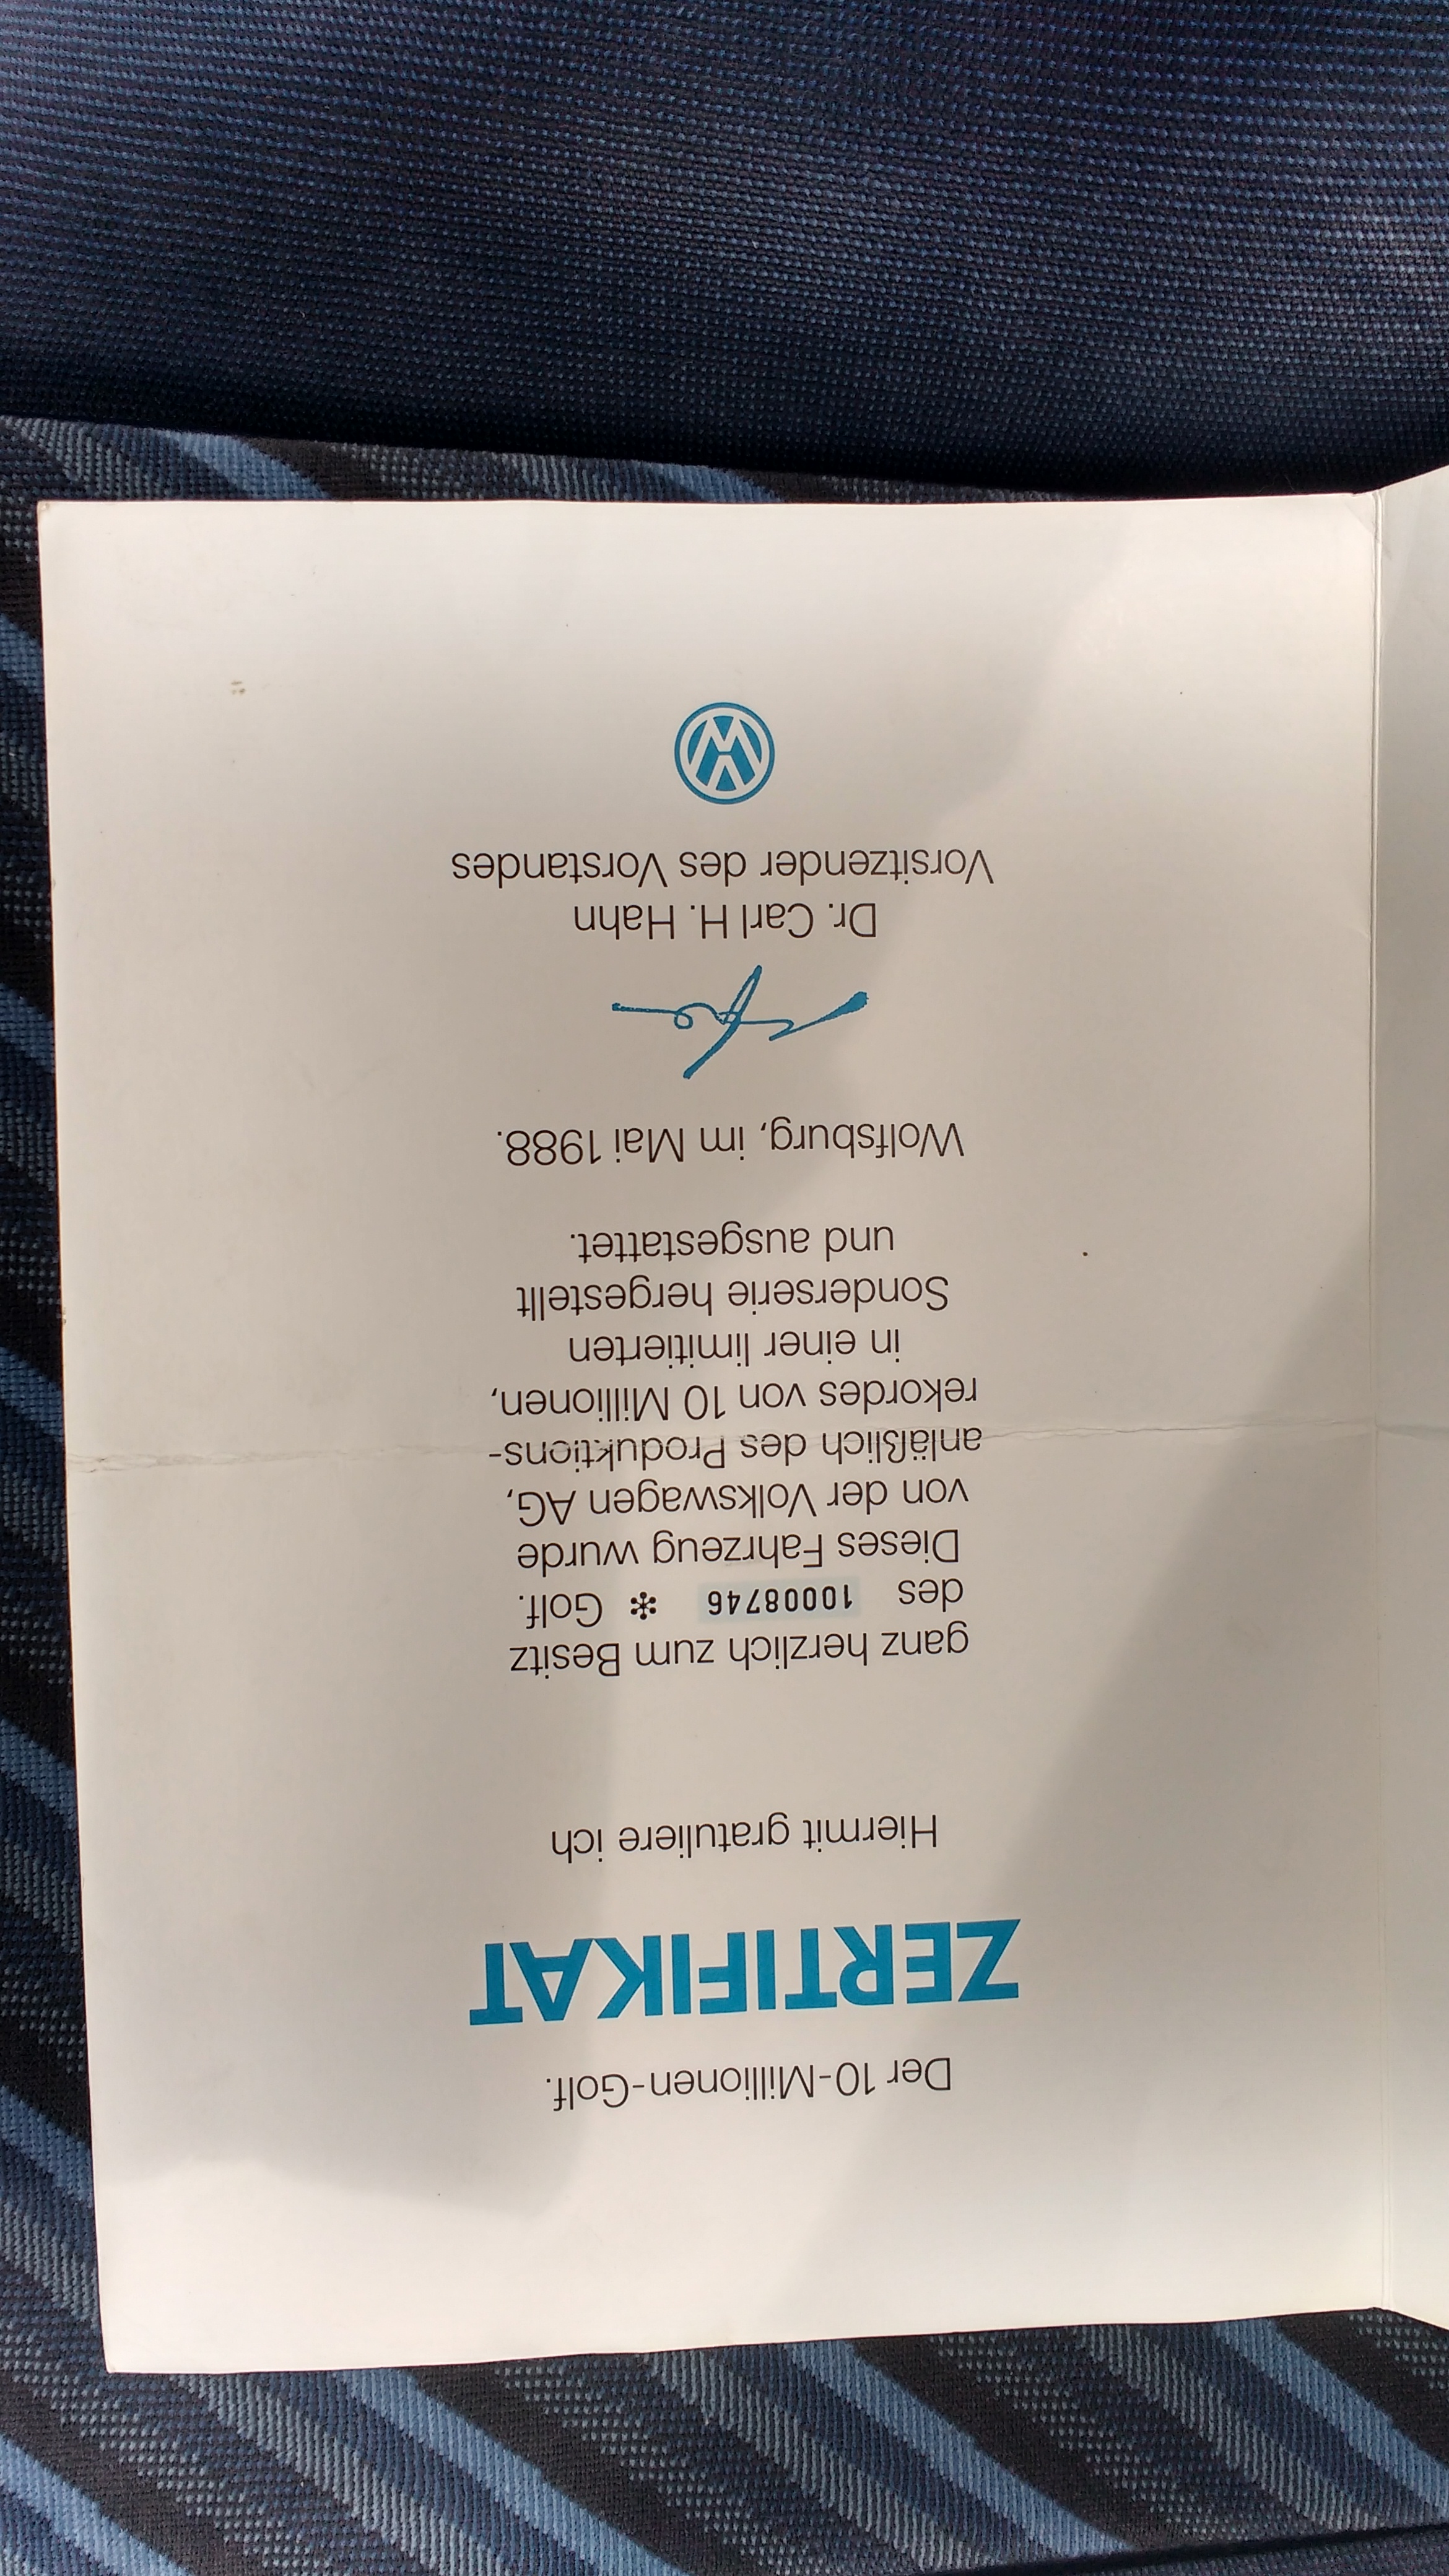 Der 10-Millionen-Golf.
ZERTIFIKAT
Hiermit gratuliere ich
ganz herzlich zum Besitz
des 10008746 * Golf.
Dieses Fahrzeug wurde
von der Volkswagen AG,
anläßlich des Produktions-
rekordes von 10 Millionen,
in einer limitierten
Sonderserie hergestellt
und ausgestattet.
Wolfsburg, im Mai 1988.
Dr. Carl H. Hahn
Vorsitzender des Vorstandes
VW